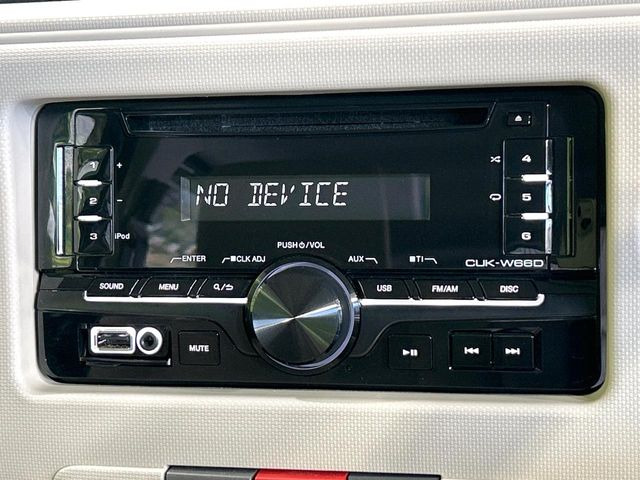 1 +
2 −
3 iPod
4
5
6
NO DEVICE
PUSH⏻/VOL
ENTER
■CLK ADJ
AUX
■TI
CUK-W66D
SOUND
MENU
USB
FM/AM
DISC
MUTE